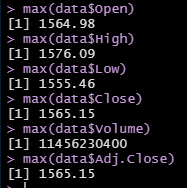 > max(data$Open)
[1] 1564.98
> max(data$High)
[1] 1576.09
> max(data$Low)
[1] 1555.46
> max(data$Close)
[1] 1565.15
> max(data$Volume)
[1] 11456230400
> max(data$Adj.Close)
[1] 1565.15
>